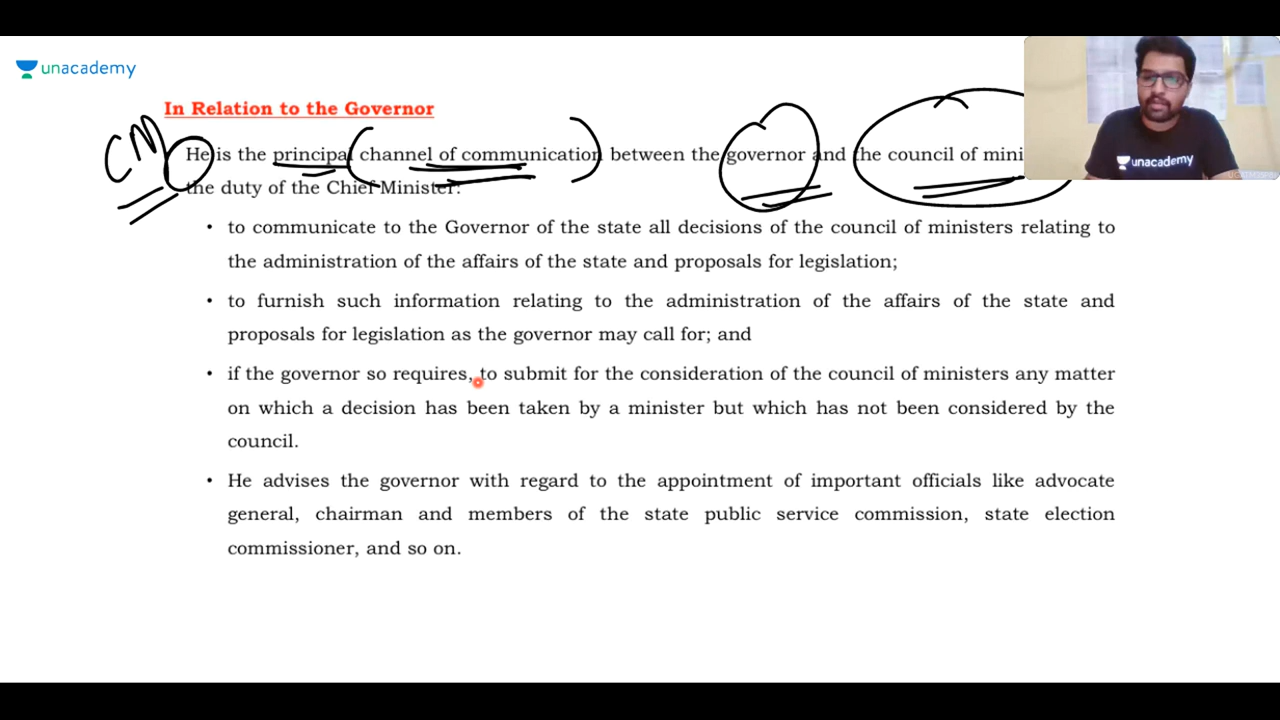 unacademy
In Relation to the Governor
CM
He is the principal channel of communication between the governor and the council of
the duty of the Chief Minister:
• to communicate to the Governor of the state all decisions of the council of ministers relating to
the administration of the affairs of the state and proposals for legislation;
• to furnish such information relating to the administration of the affairs of the state and
proposals for legislation as the governor may call for; and
• if the governor so requires, to submit for the consideration of the council of ministers any matter
on which a decision has been taken by a minister but which has not been considered by the
council.
• He advises the governor with regard to the appointment of important officials like advocate
general, chairman and members of the state public service commission, state election
commissioner, and so on.
unacademy